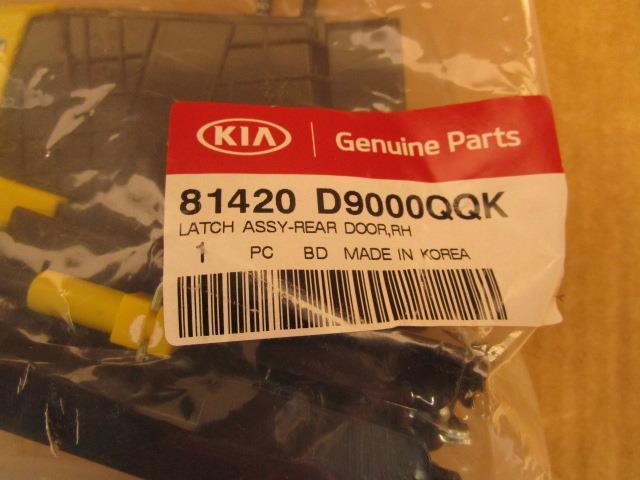 KIA Genuine Parts
81420 D9000QQK
LATCH ASSY-REAR DOOR,RH
1 PC BD MADE IN KOREA